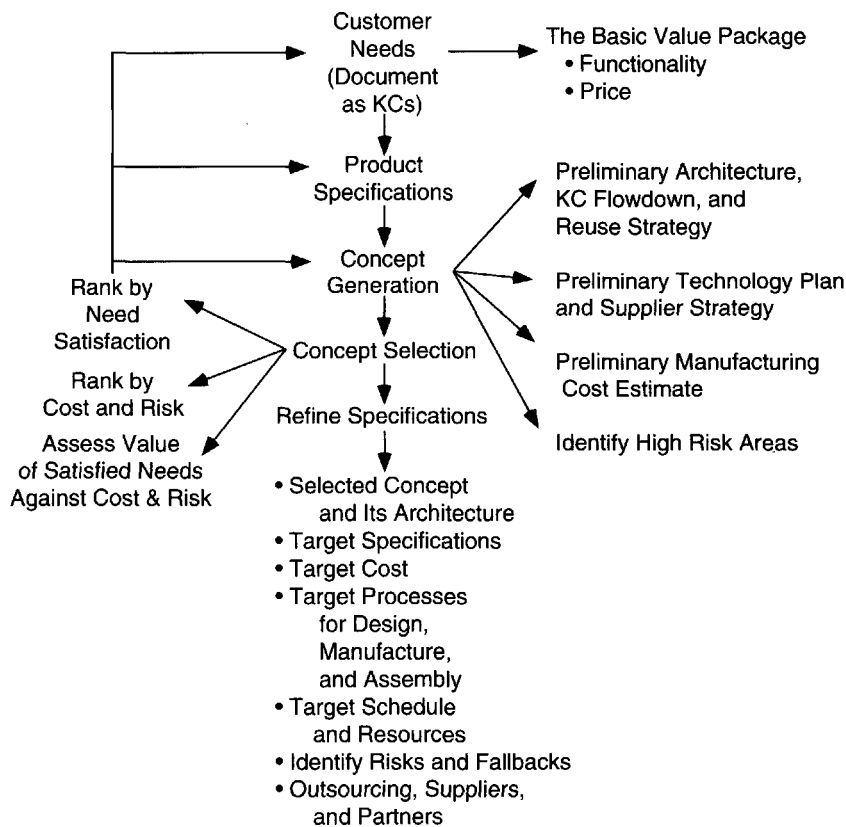 Customer
Needs
(Document
as KCs)
The Basic Value Package
• Functionality
• Price
Product
Specifications
Concept
Generation
Preliminary Architecture,
KC Flowdown, and
Reuse Strategy
Preliminary Technology Plan
and Supplier Strategy
Preliminary Manufacturing
Cost Estimate
Identify High Risk Areas
Rank by
Need
Satisfaction
Concept Selection
Rank by
Cost and Risk
Assess Value
of Satisfied Needs
Against Cost & Risk
Refine Specifications
• Selected Concept
and Its Architecture
• Target Specifications
• Target Cost
• Target Processes
for Design,
Manufacture,
and Assembly
• Target Schedule
and Resources
• Identify Risks and Fallbacks
• Outsourcing, Suppliers,
and Partners